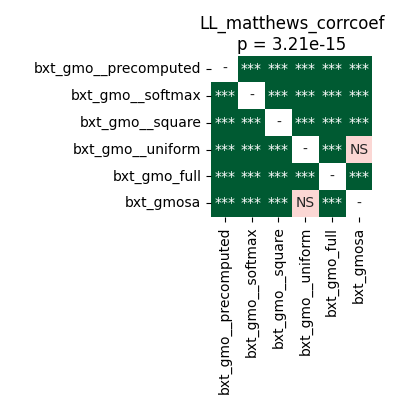 LL_matthews_corrcoef
p = 3.21e-15
bxt_gmo__precomputed - *** *** *** *** ***
bxt_gmo__softmax *** - *** *** *** ***
bxt_gmo__square *** *** - *** *** ***
bxt_gmo__uniform *** *** *** - *** NS
bxt_gmo_full *** *** *** *** - ***
bxt_gmosa *** *** *** NS *** -
bxt_gmo__precomputed
bxt_gmo__softmax
bxt_gmo__square
bxt_gmo__uniform
bxt_gmo_full
bxt_gmosa